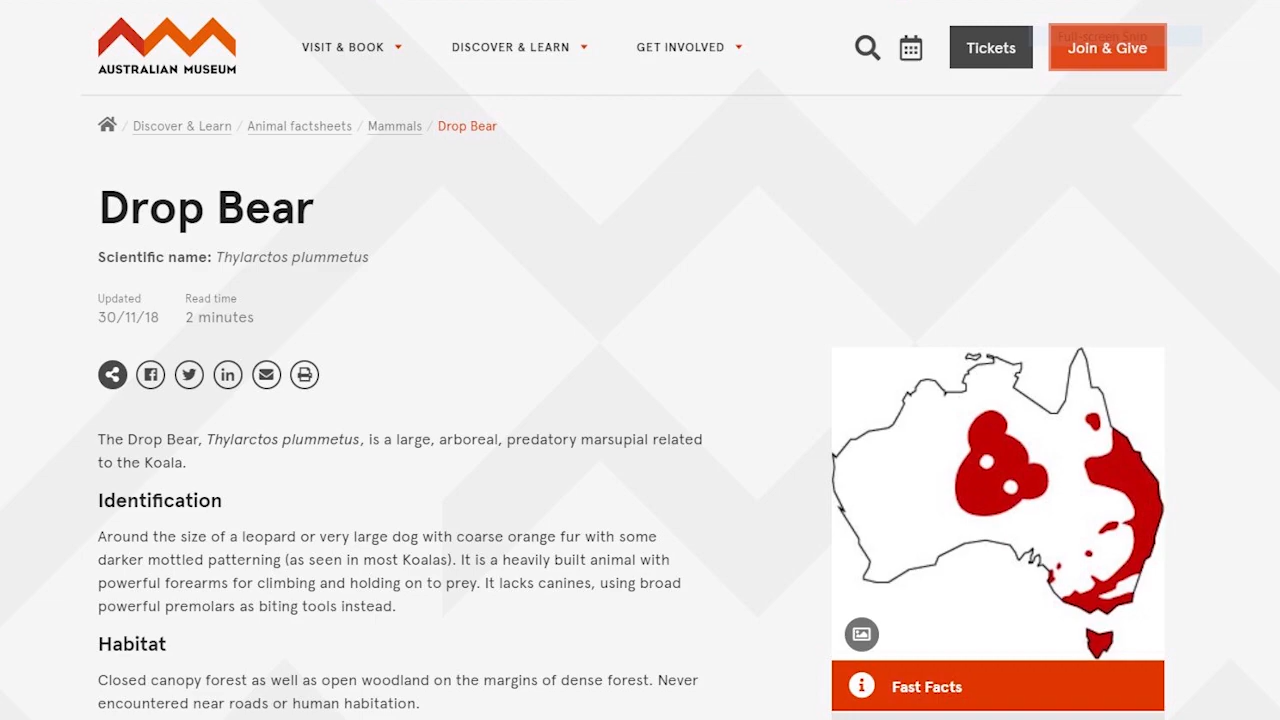 AUSTRALIAN MUSEUM
VISIT & BOOK
DISCOVER & LEARN
GET INVOLVED
Tickets
Full-screen Snip
Join & Give
/ Discover & Learn / Animal factsheets / Mammals / Drop Bear
Drop Bear
Scientific name: Thylarctos plummetus
Updated
30/11/18
Read time
2 minutes
The Drop Bear, Thylarctos plummetus, is a large, arboreal, predatory marsupial related
to the Koala.
Identification
Around the size of a leopard or very large dog with coarse orange fur with some
darker mottled patterning (as seen in most Koalas). It is a heavily built animal with
powerful forearms for climbing and holding on to prey. It lacks canines, using broad
powerful premolars as biting tools instead.
Habitat
Closed canopy forest as well as open woodland on the margins of dense forest. Never
encountered near roads or human habitation.
Fast Facts